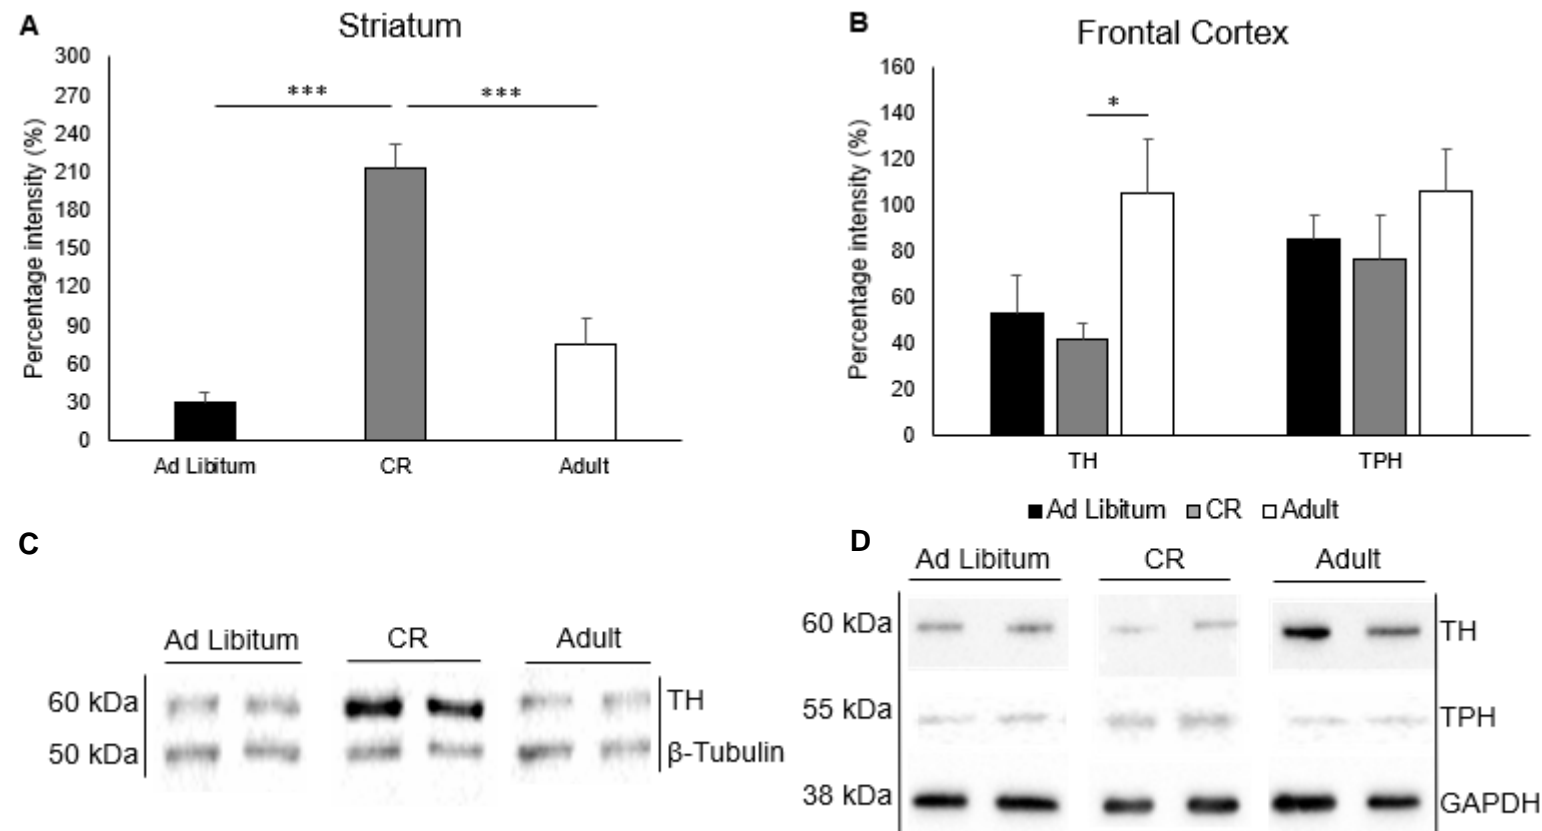 A
Striatum
Percentage intensity (%)
300
270
240
210
180
150
120
90
60
30
0
***
***
Ad Libitum CR Adult
B
Frontal Cortex
Percentage intensity (%)
160
140
120
100
80
60
40
20
0
*
TH TPH
Ad Libitum CR Adult
C
Ad Libitum CR Adult
60 kDa TH
50 kDa β-Tubulin
D
Ad Libitum CR Adult
60 kDa TH
55 kDa TPH
38 kDa GAPDH